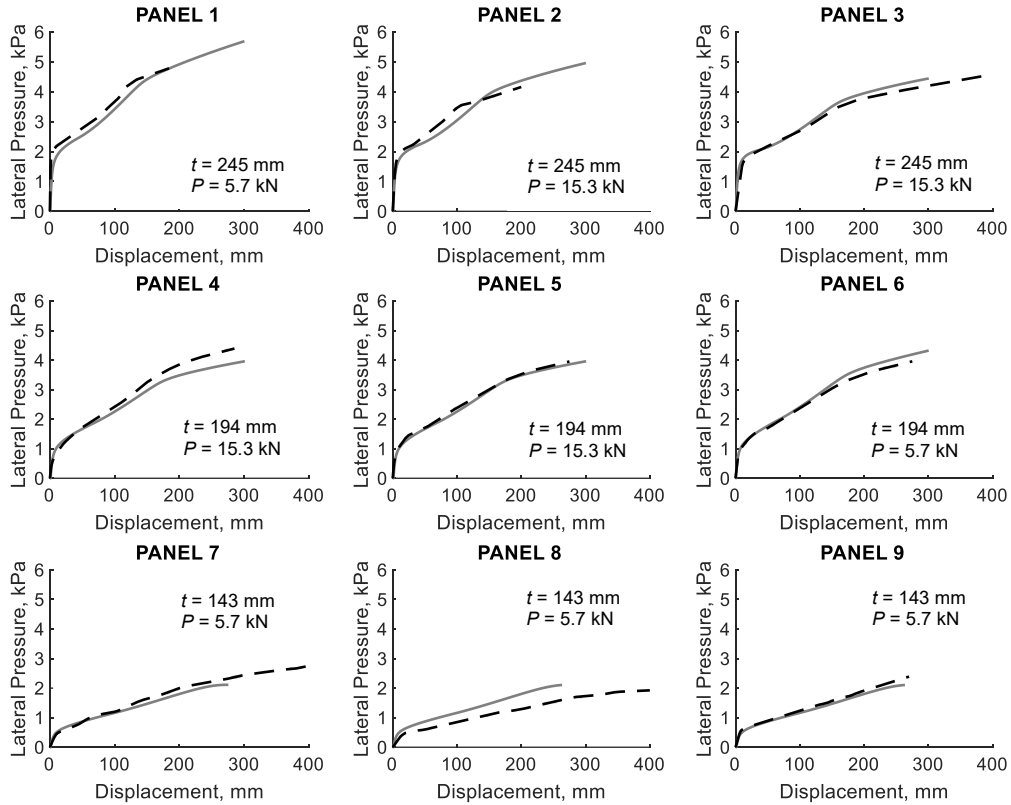 PANEL 1
Lateral Pressure, kPa
6
5
4
3
2
1
0
t = 245 mm
P = 5.7 kN
0 100 200 300 400
Displacement, mm
PANEL 2
Lateral Pressure, kPa
6
5
4
3
2
1
0
t = 245 mm
P = 15.3 kN
0 100 200 300 400
Displacement, mm
PANEL 3
Lateral Pressure, kPa
6
5
4
3
2
1
0
t = 245 mm
P = 15.3 kN
0 100 200 300 400
Displacement, mm
PANEL 4
Lateral Pressure, kPa
6
5
4
3
2
1
0
t = 194 mm
P = 15.3 kN
0 100 200 300 400
Displacement, mm
PANEL 5
Lateral Pressure, kPa
6
5
4
3
2
1
0
t = 194 mm
P = 15.3 kN
0 100 200 300 400
Displacement, mm
PANEL 6
Lateral Pressure, kPa
6
5
4
3
2
1
0
t = 194 mm
P = 5.7 kN
0 100 200 300 400
Displacement, mm
PANEL 7
Lateral Pressure, kPa
6
5
4
3
2
1
0
t = 143 mm
P = 5.7 kN
0 100 200 300 400
Displacement, mm
PANEL 8
Lateral Pressure, kPa
6
5
4
3
2
1
0
t = 143 mm
P = 5.7 kN
0 100 200 300 400
Displacement, mm
PANEL 9
Lateral Pressure, kPa
6
5
4
3
2
1
0
t = 143 mm
P = 5.7 kN
0 100 200 300 400
Displacement, mm